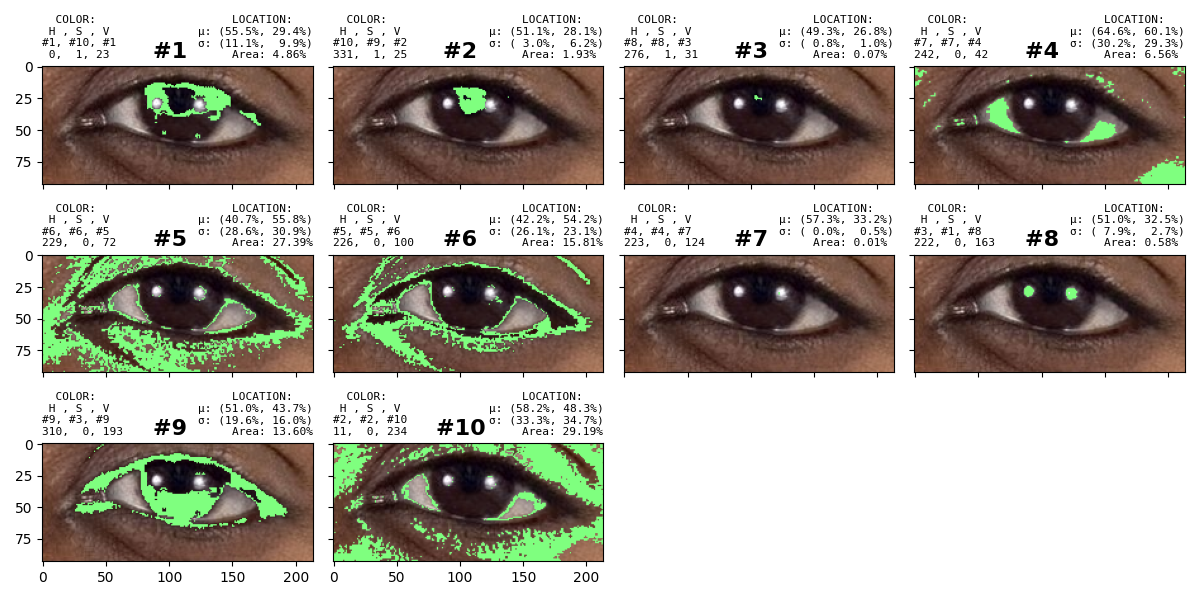 COLOR: LOCATION:
H , S , V μ: (55.5%, 29.4%)
#1, #10, #1 σ: (11.1%, 9.9%)
0, 1, 23 #1 Area: 4.86%
COLOR: LOCATION:
H , S , V μ: (51.1%, 28.1%)
#10, #9, #2 σ: ( 3.0%, 6.2%)
331, 1, 25 #2 Area: 1.93%
COLOR: LOCATION:
H , S , V μ: (49.3%, 26.8%)
#8, #8, #3 σ: ( 0.8%, 1.0%)
276, 1, 31 #3 Area: 0.07%
COLOR: LOCATION:
H , S , V μ: (64.6%, 60.1%)
#7, #7, #4 σ: (30.2%, 29.3%)
242, 0, 42 #4 Area: 6.56%
0
25
50
75
COLOR: LOCATION:
H , S , V μ: (40.7%, 55.8%)
#6, #6, #5 σ: (28.6%, 30.9%)
229, 0, 72 #5 Area: 27.39%
COLOR: LOCATION:
H , S , V μ: (42.2%, 54.2%)
#5, #5, #6 σ: (26.1%, 23.1%)
226, 0, 100 #6 Area: 15.81%
COLOR: LOCATION:
H , S , V μ: (57.3%, 33.2%)
#4, #4, #7 σ: ( 0.0%, 0.5%)
223, 0, 124 #7 Area: 0.01%
COLOR: LOCATION:
H , S , V μ: (51.0%, 32.5%)
#3, #1, #8 σ: ( 7.9%, 2.7%)
222, 0, 163 #8 Area: 0.58%
0
25
50
75
COLOR: LOCATION:
H , S , V μ: (51.0%, 43.7%)
#9, #3, #9 σ: (19.6%, 16.0%)
310, 0, 193 #9 Area: 13.60%
COLOR: LOCATION:
H , S , V μ: (58.2%, 48.3%)
#2, #2, #10 σ: (33.3%, 34.7%)
11, 0, 234 #10 Area: 29.19%
0
25
50
75
0 50 100 150 200
0 50 100 150 200